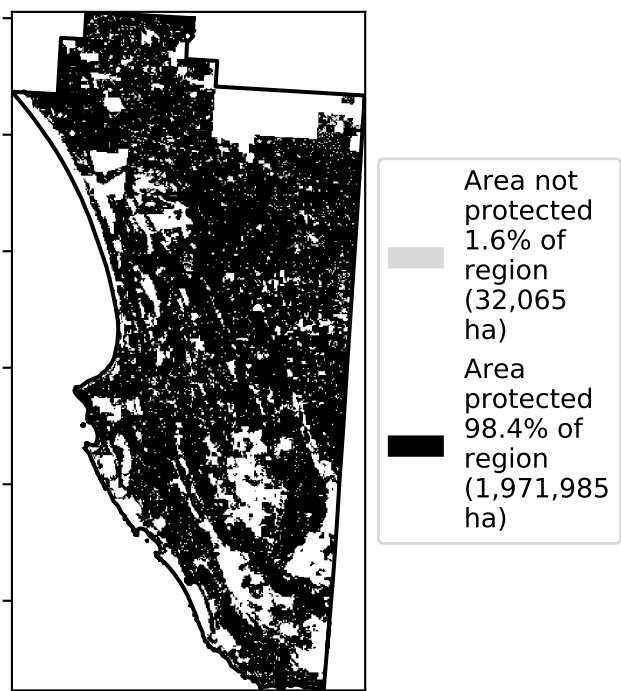 Area not
protected
1.6% of
region
(32,065
ha)
Area
protected
98.4% of
region
(1,971,985
ha)